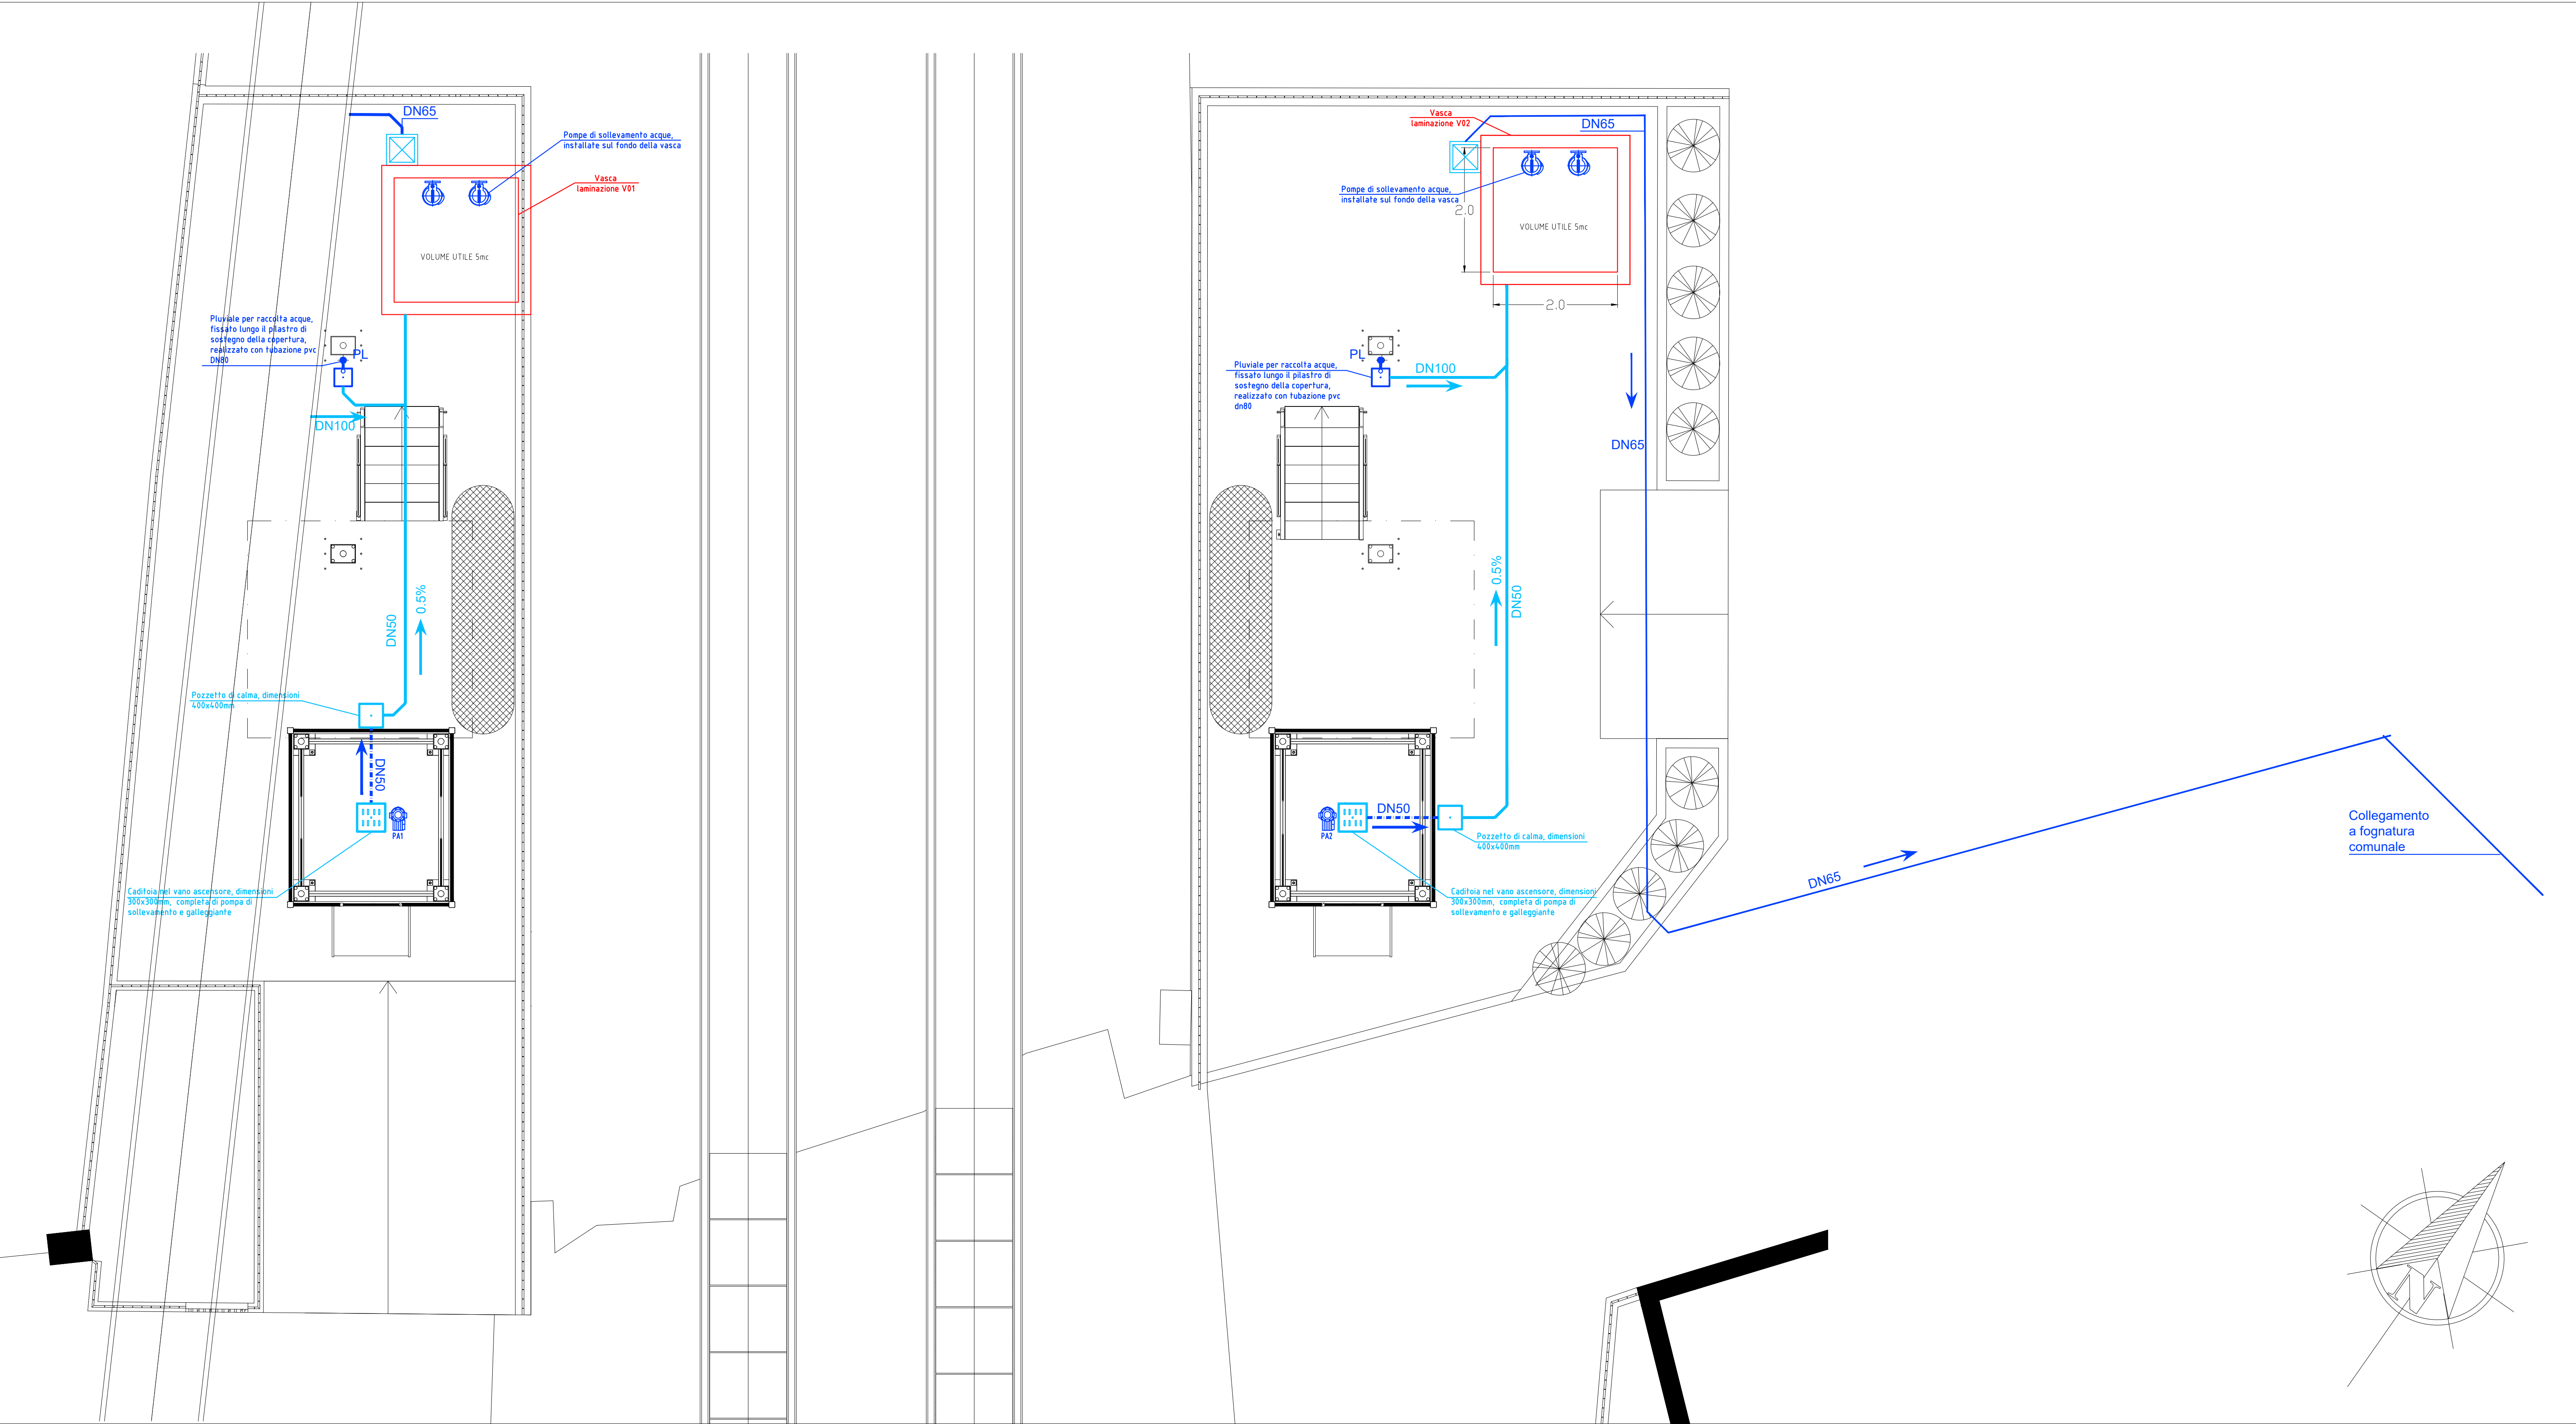 DN65
Pompe di sollevamento acque,
installate sul fondo della vasca
Vasca
laminazione V01
VOLUME UTILE 5mc
Pluviale per raccolta acque,
fissato lungo il pilastro di
sostegno della copertura,
realizzato con tubazione pvc
DN80
PL
DN100
0.5%
DN50
Pozzetto di calma, dimensioni
400x400mm
DN50
PA1
Caditoia nel vano ascensore, dimensioni
300x300mm, completa di pompa di
sollevamento e galleggiante
Vasca
laminazione V02
DN65
Pompe di sollevamento acque,
installate sul fondo della vasca
2.0
VOLUME UTILE 5mc
2.0
PL
DN100
Pluviale per raccolta acque,
fissato lungo il pilastro di
sostegno della copertura,
realizzato con tubazione pvc
dn80
DN65
0.5%
DN50
DN50
PA2
Pozzetto di calma, dimensioni
400x400mm
Caditoia nel vano ascensore, dimensioni
300x300mm, completa di pompa di
sollevamento e galleggiante
DN65
Collegamento
a fognatura
comunale
N